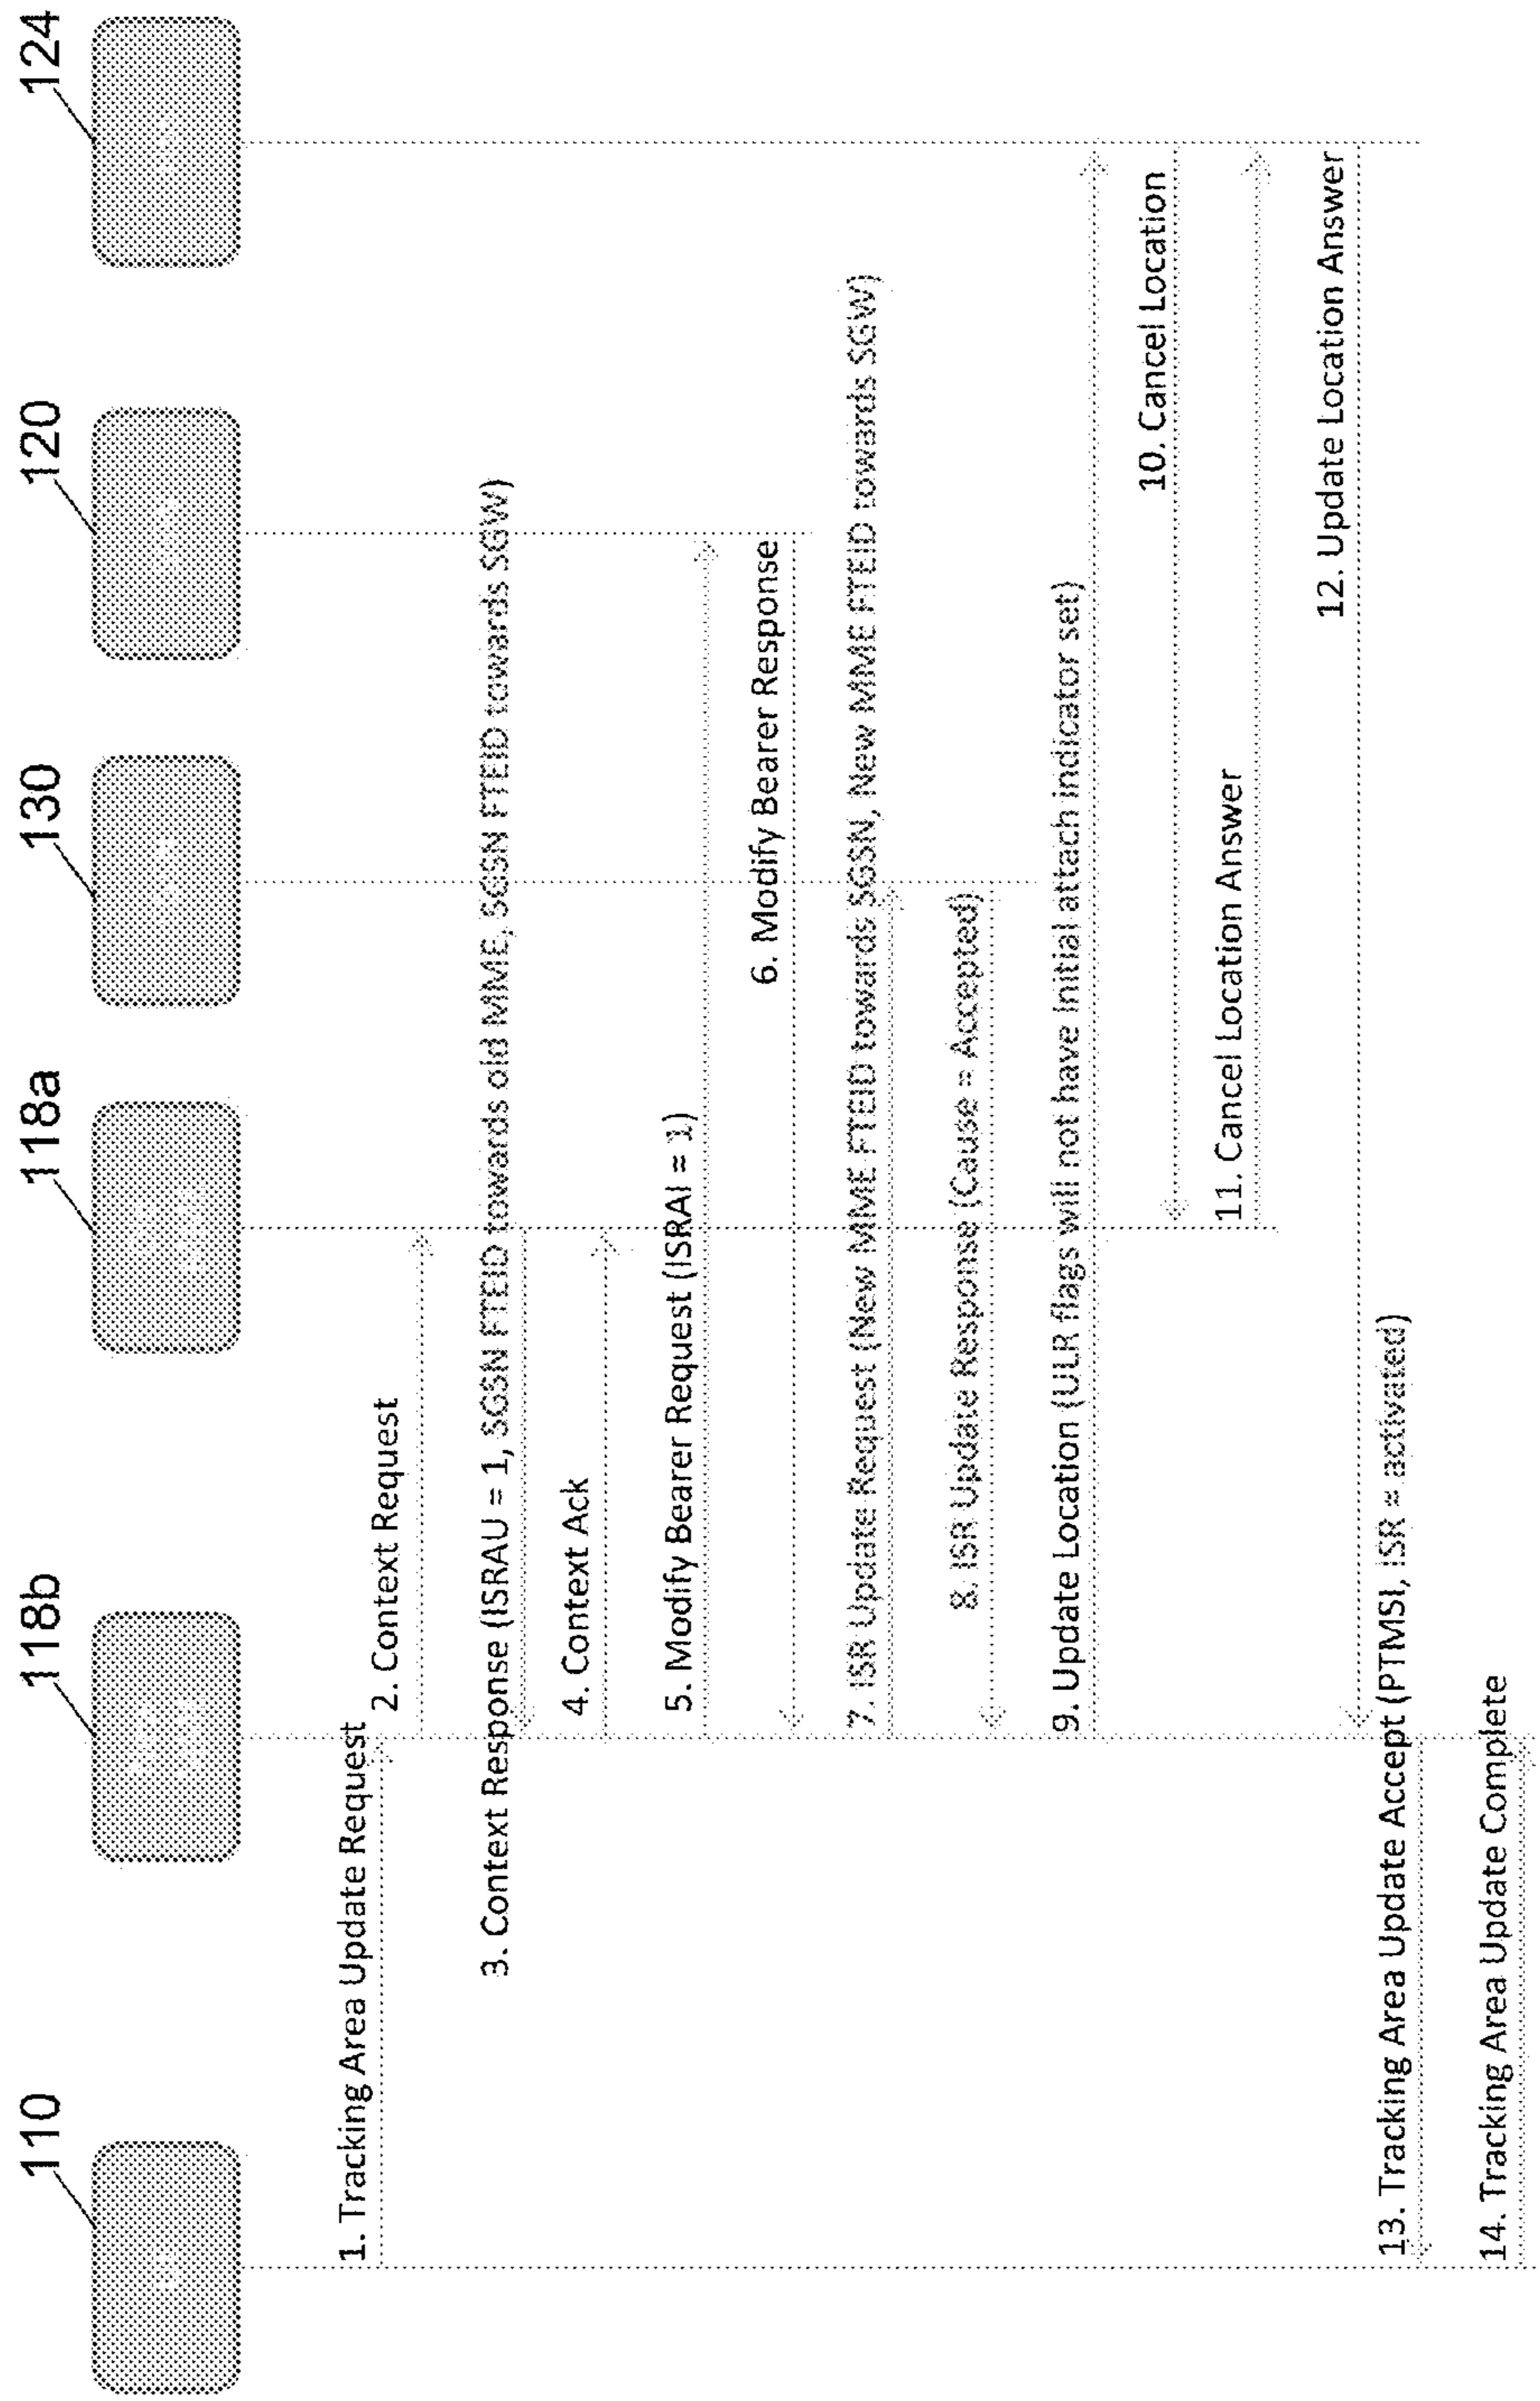 110
118b
118a
130
120
124
1. Tracking Area Update Request
2. Context Request
3. Context Response (ISRAU = 1, SGSN FTEID towards old MME, SGSN FTEID towards SGW)
4. Context Ack
5. Modify Bearer Request (ISRAI = 1)
6. Modify Bearer Response
7. ISR Update Request (New MME FTEID towards SGSN, New MME FTEID towards SGW)
8. ISR Update Response (Cause = Accepted)
9. Update Location (ULR flags will not have Initial attach indicator set)
10. Cancel Location
11. Cancel Location Answer
12. Update Location Answer
13. Tracking Area Update Accept (PTMSI, ISR = activated)
14. Tracking Area Update Complete